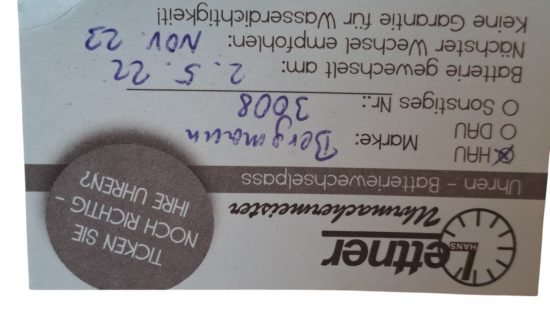 HANS
Lettner
Uhrmachermeister
TICKEN SIE
NOCH RICHTIG -
IHRE UHREN?
Uhren - Batteriewechselpass
HAU Marke: Bergmann
DAU
Sonstiges Nr.: 3008
Batterie gewechselt am: 2. 5. 22
Nächster Wechsel empfohlen: NOV. 23
Keine Garantie für Wasserdichtigkeit!